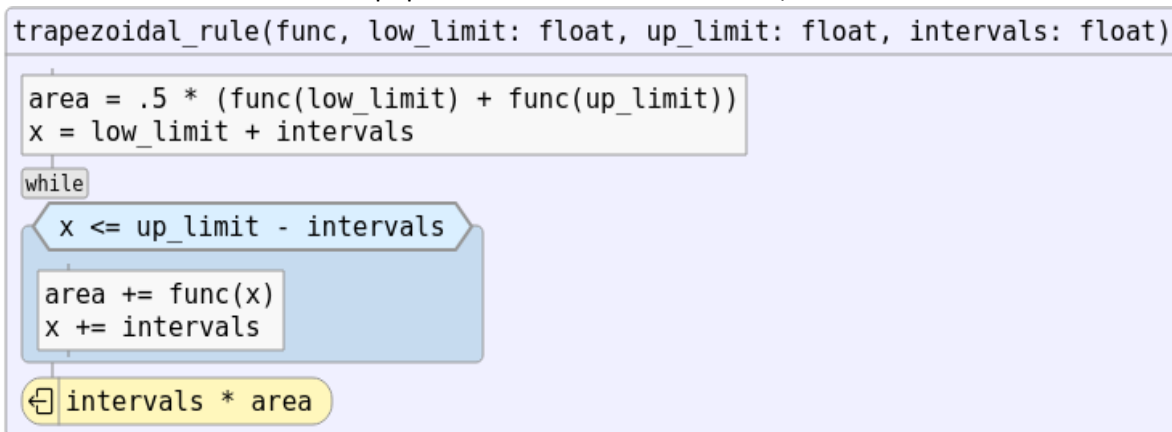 trapezoidal_rule(func, low_limit: float, up_limit: float, intervals: float)
area = .5 * (func(low_limit) + func(up_limit))
x = low_limit + intervals
while
x <= up_limit - intervals
area += func(x)
x += intervals
intervals * area